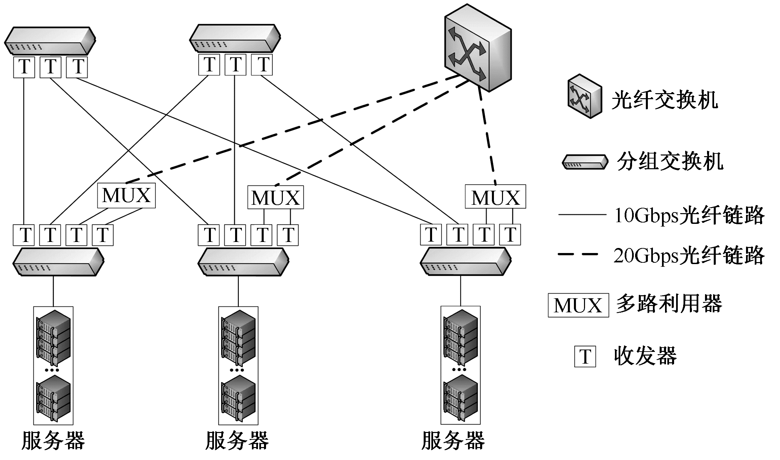 T T T
T T T
光纤交换机
分组交换机
MUX
MUX
MUX
10Gbps光纤链路
T T T T
T T T T
T T T T
20Gbps光纤链路
MUX
多路利用器
T
收发器
服务器
服务器
服务器